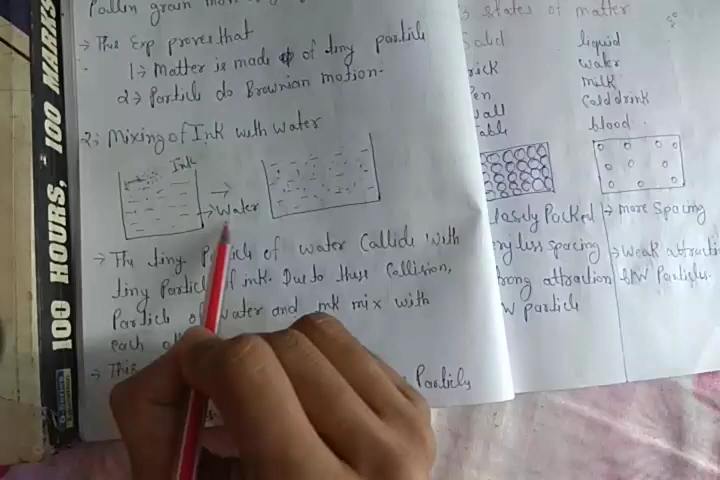 Pollen grain
→ This Exp proves that
1→ Matter is made of tiny particle
2→ Particle do Brownian motion.
2→ Mixing of Ink with Water
Ink
→ Water
→ The tiny Particle of water Collide with
tiny Particle of ink. Due to these Collision,
Particle of water and ink mix with
each
→ This Particles
states of matter
Solid liquid
water
milk
Cold drink
blood
Closely Packed → more Spacing
less spacing → Weak
strong attraction b/w Particles.
particle
100 HOURS, 100 MARKS